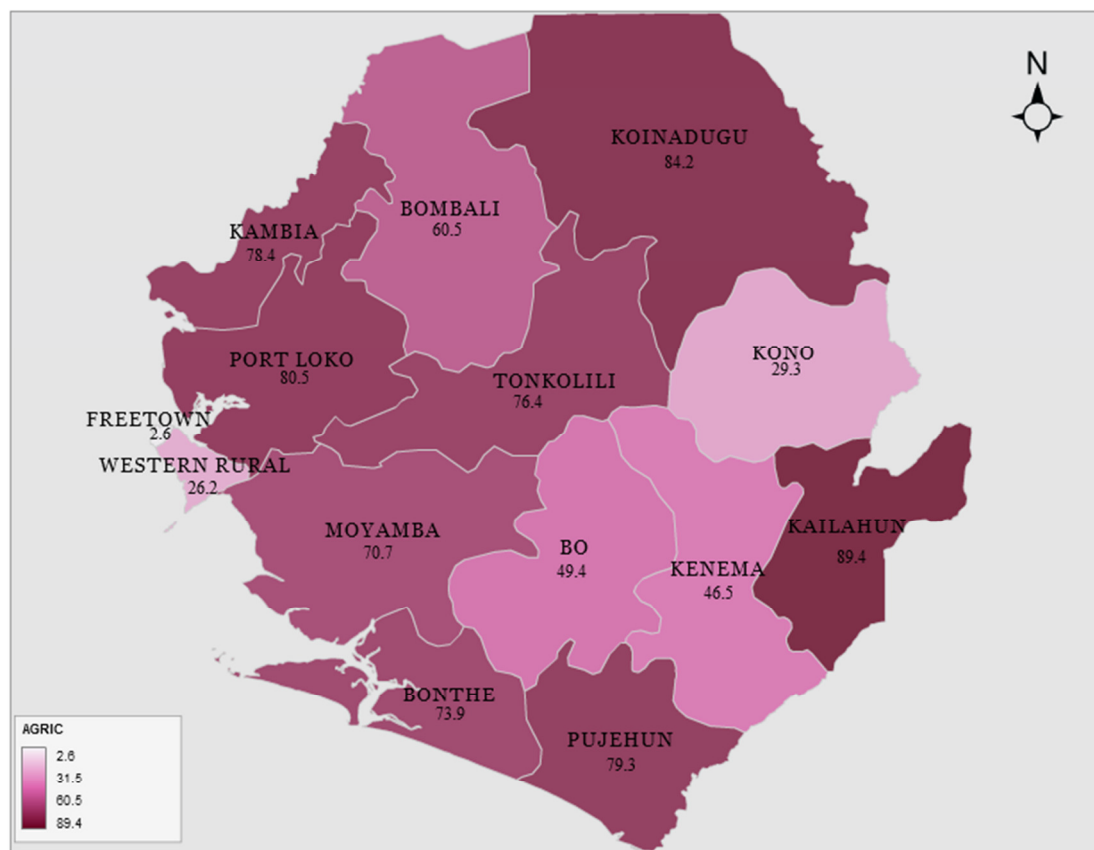 N
KOINADUGU
84.2
BOMBALI
60.5
KAMBIA
78.4
KONO
29.3
PORT LOKO
80.5
TONKOLILI
76.4
FREETOWN
2.6
WESTERN RURAL
26.2
MOYAMBA
70.7
BO
49.4
KENEMA
46.5
KAILAHUN
89.4
BONTHE
73.9
PUJEHUN
79.3
AGRIC
2.6
31.5
60.5
89.4